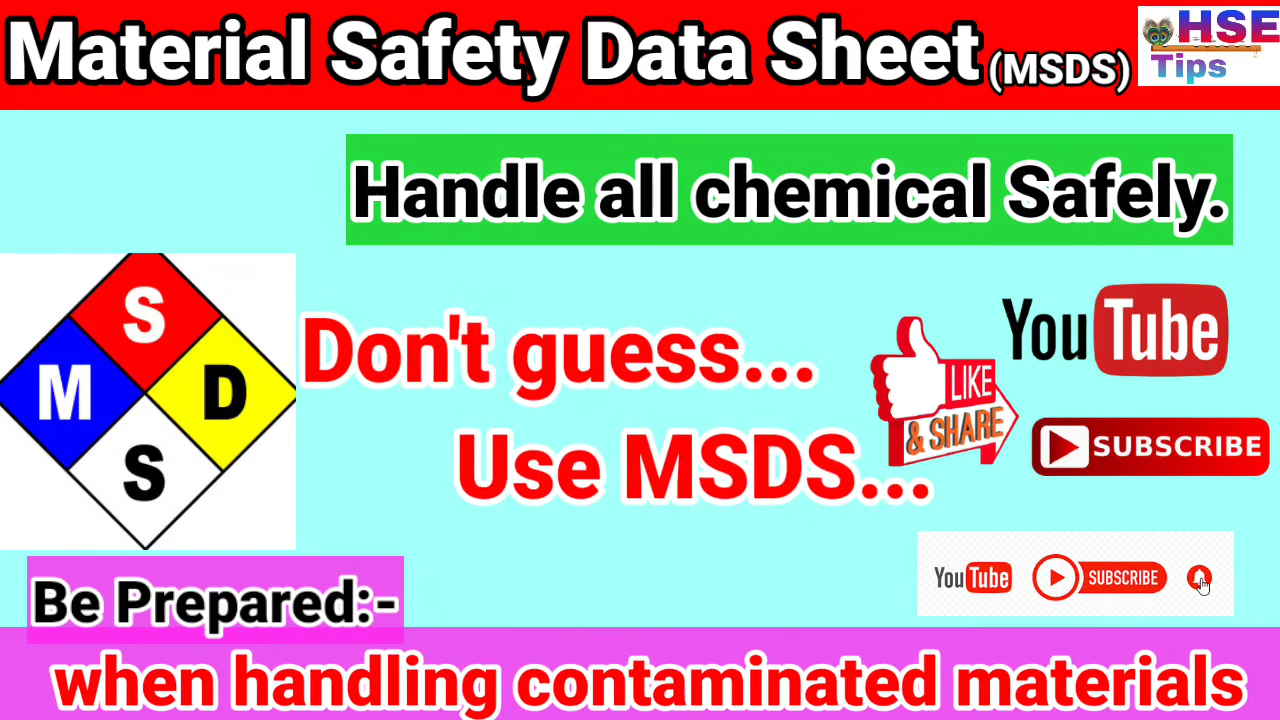 Material Safety Data Sheet (MSDS)
HSE
Tips
Handle all chemical Safely.
S
M D
S
Don't guess...
Use MSDS...
LIKE
& SHARE
YouTube
SUBSCRIBE
YouTube SUBSCRIBE
Be Prepared:-
when handling contaminated materials